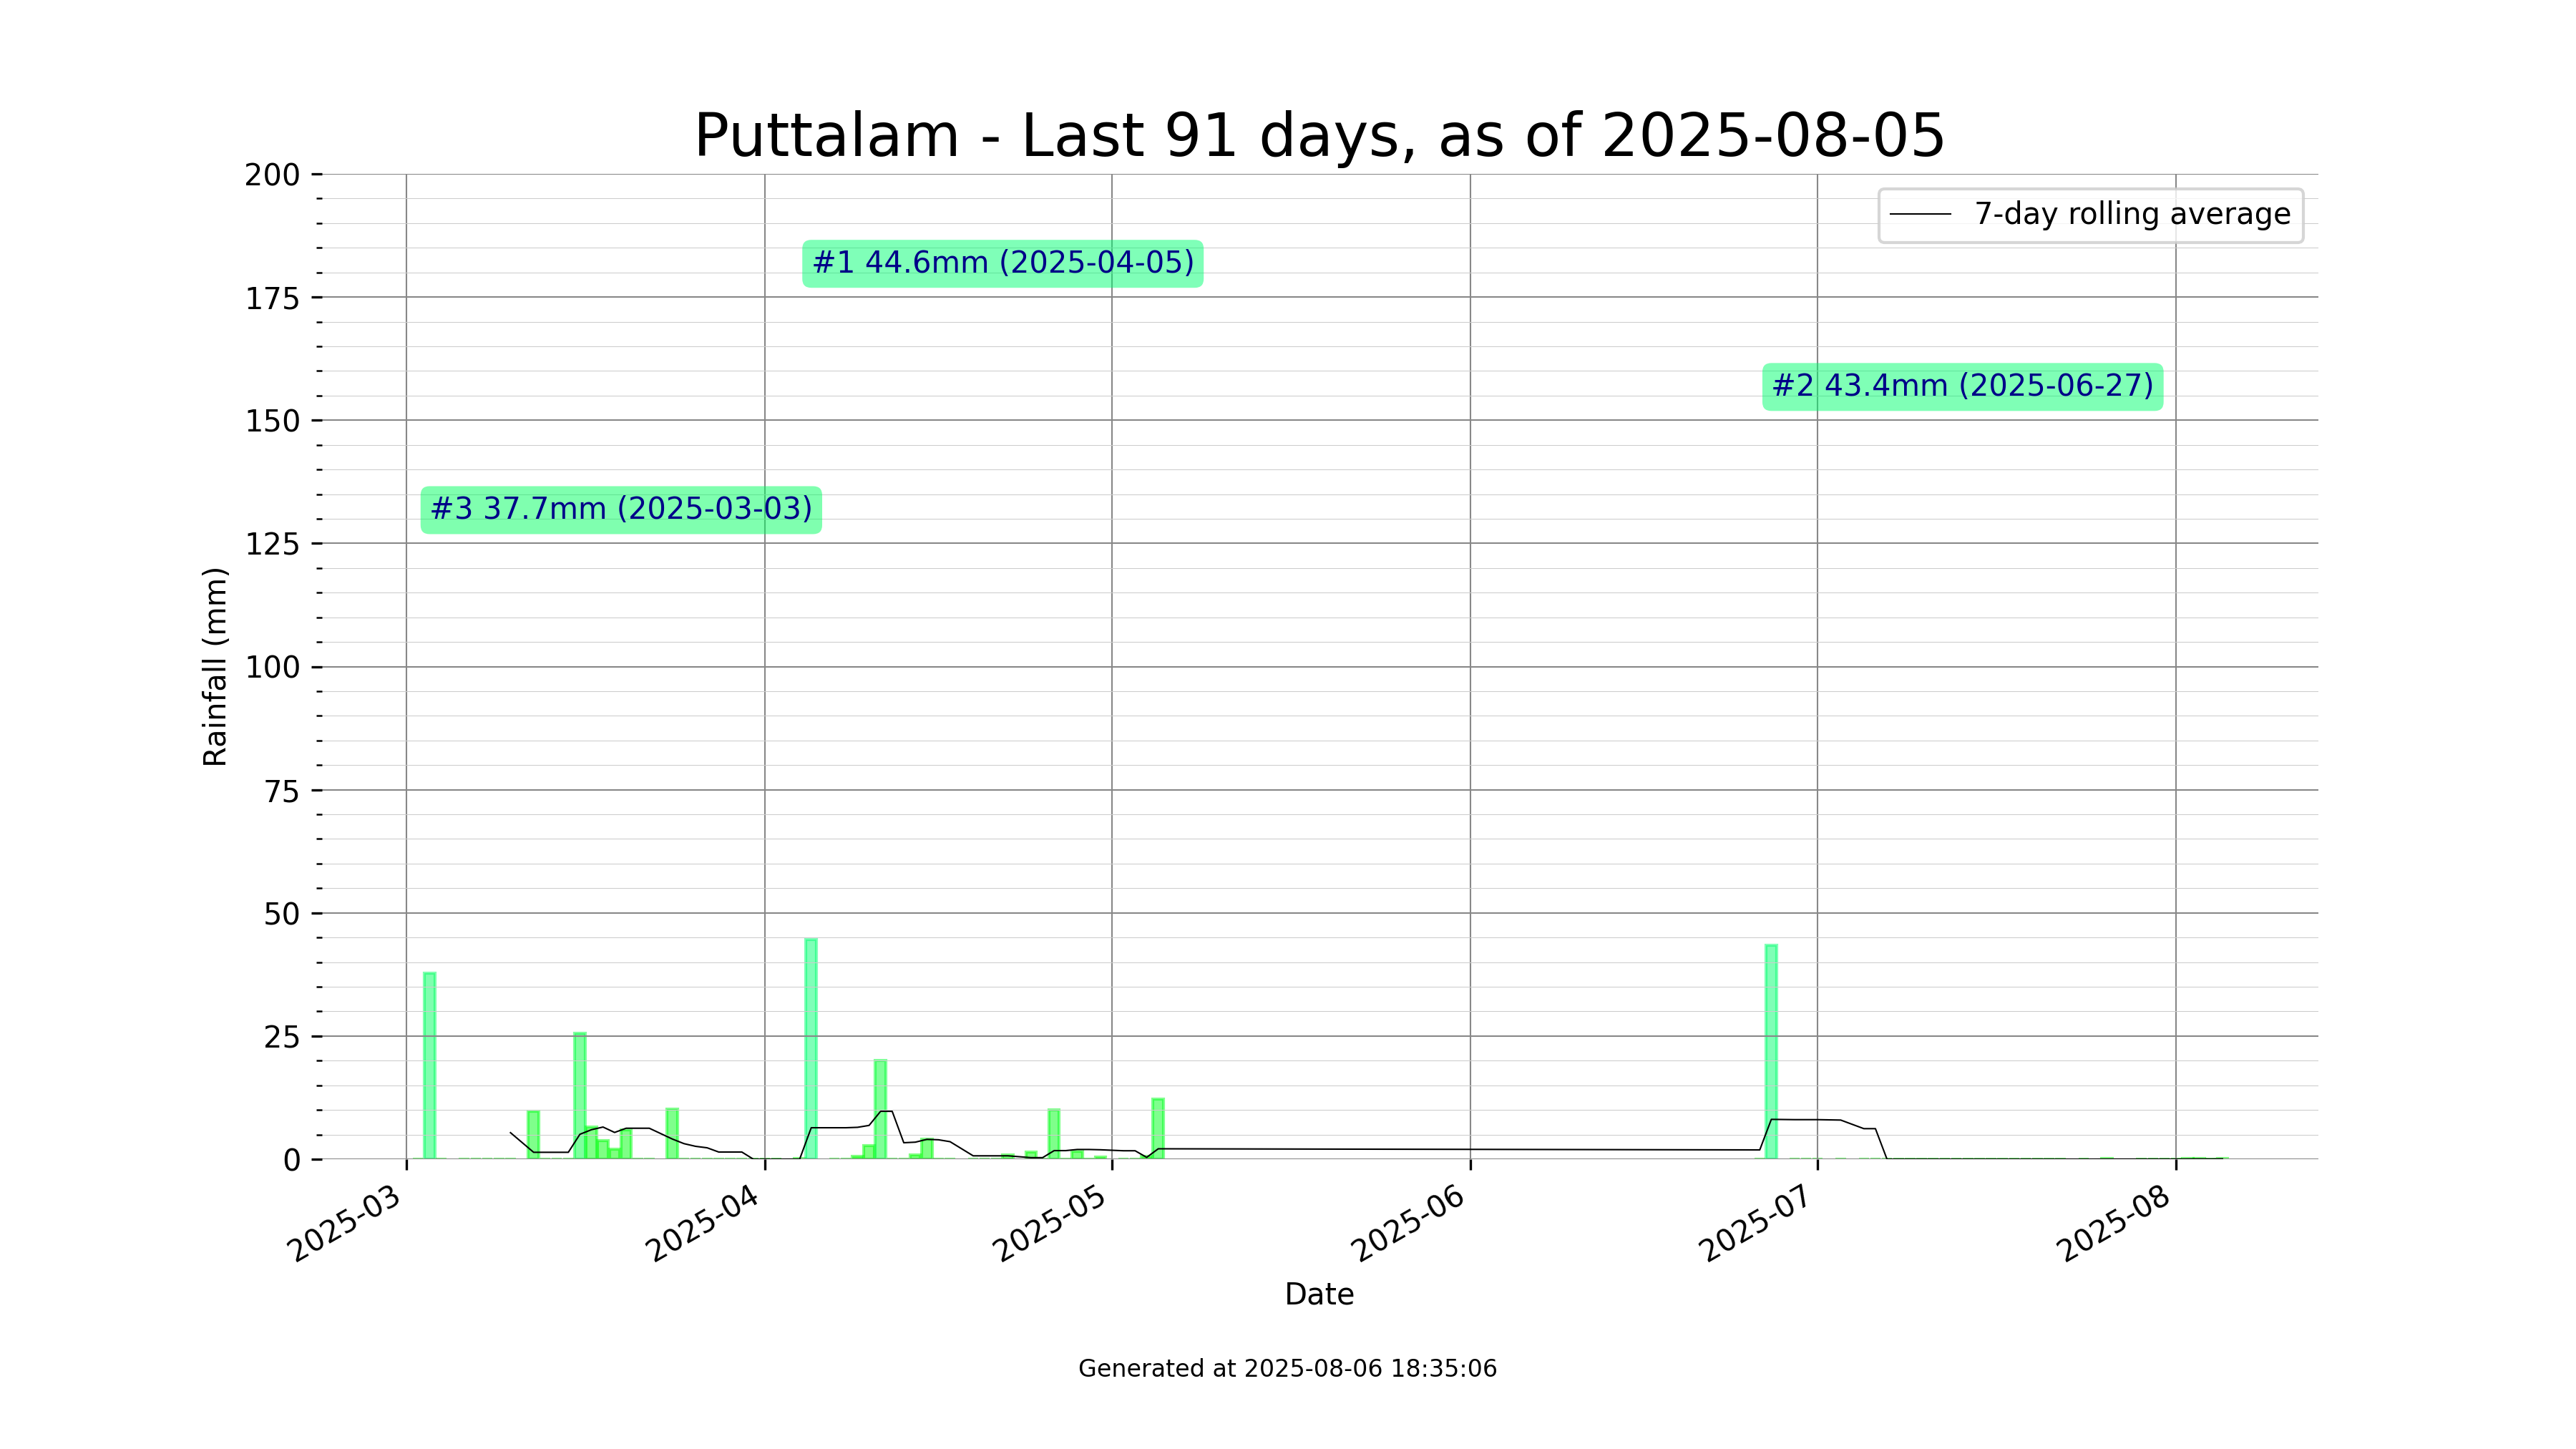 Puttalam - Last 91 days, as of 2025-08-05
200
175
150
125
100
75
50
25
0
Rainfall (mm)
7-day rolling average
#1 44.6mm (2025-04-05)
#2 43.4mm (2025-06-27)
#3 37.7mm (2025-03-03)
2025-03
2025-04
2025-05
2025-06
2025-07
2025-08
Date
Generated at 2025-08-06 18:35:06